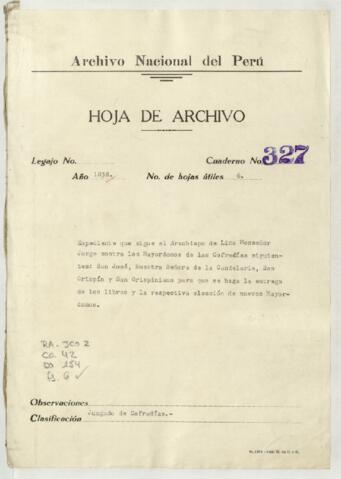 Archivo Nacional del Perú
HOJA DE ARCHIVO
Legajo No. Cuaderno No. 327
Año 1838. No. de hojas útiles 6.
Expediente que sigue el Arzobispo de Lima Monseñor
Jorge contra los Mayordomos de las Cofradías siguien-
tes: San José, Nuestra Señora de la Candelaria, San
Crispín y San Crispiniano para que se haga la entrega
de los libros y la respectiva elección de nuevos Mayor-
domos.
RA. JCO 2
CA. 42
DO 154
fs. 6 ✓
Observaciones
Clasificación Juzgado de Cofradías.-